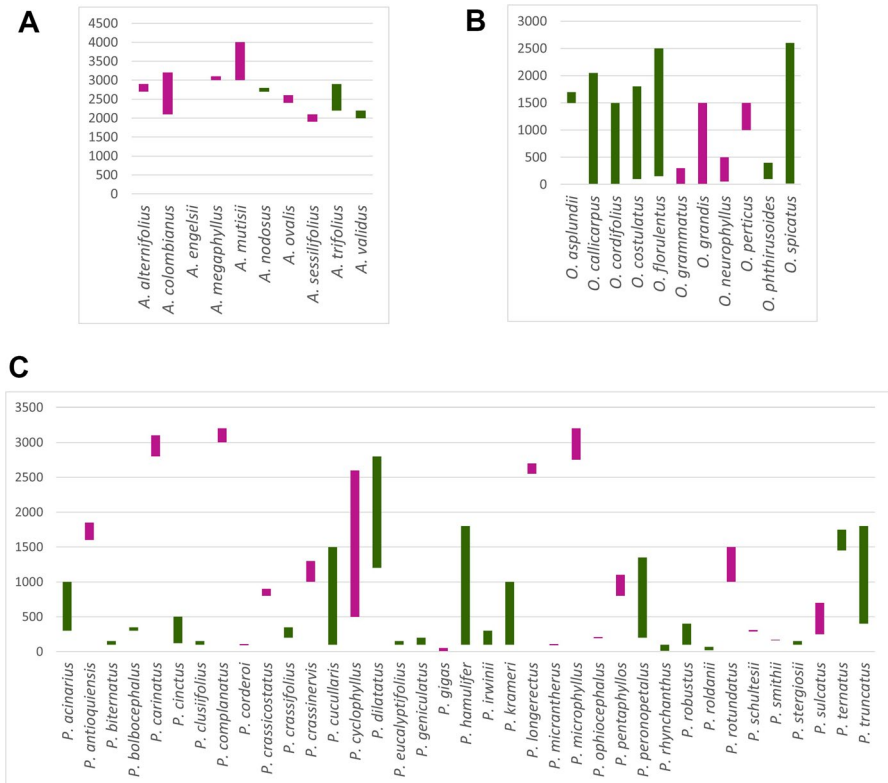 A
4500
4000
3500
3000
2500
2000
1500
1000
500
0
A. alternifolius
A. colombianus
A. engelsii
A. megaphyllus
A. mutisii
A. nodosus
A. ovalis
A. sessilifolius
A. trifolius
A. validus
B
3000
2500
2000
1500
1000
500
0
O. asplundii
O. callicarpus
O. cordifolius
O. costulatus
O. florulentus
O. grammatus
O. grandis
O. neurophyllus
O. perticus
O. phthirusoides
O. spicatus
C
3500
3000
2500
2000
1500
1000
500
0
P. acinarius
P. antioquiensis
P. biternatus
P. bolbocephalus
P. carinatus
P. cinctus
P. clusiifolius
P. complanatus
P. corderoi
P. crassicostatus
P. crassifolius
P. crassinervis
P. cucullaris
P. cyclophyllus
P. dilatatus
P. eucalyptifolius
P. geniculatus
P. gigas
P. hamulifer
P. irwinii
P. krameri
P. longerectus
P. micrantherus
P. microphyllus
P. ophiocephalus
P. pentaphyllos
P. peronopetalus
P. rhynchanthus
P. robustus
P. roldanii
P. rotundatus
P. schultesii
P. smithii
P. stergiosii
P. sulcatus
P. ternatus
P. truncatus